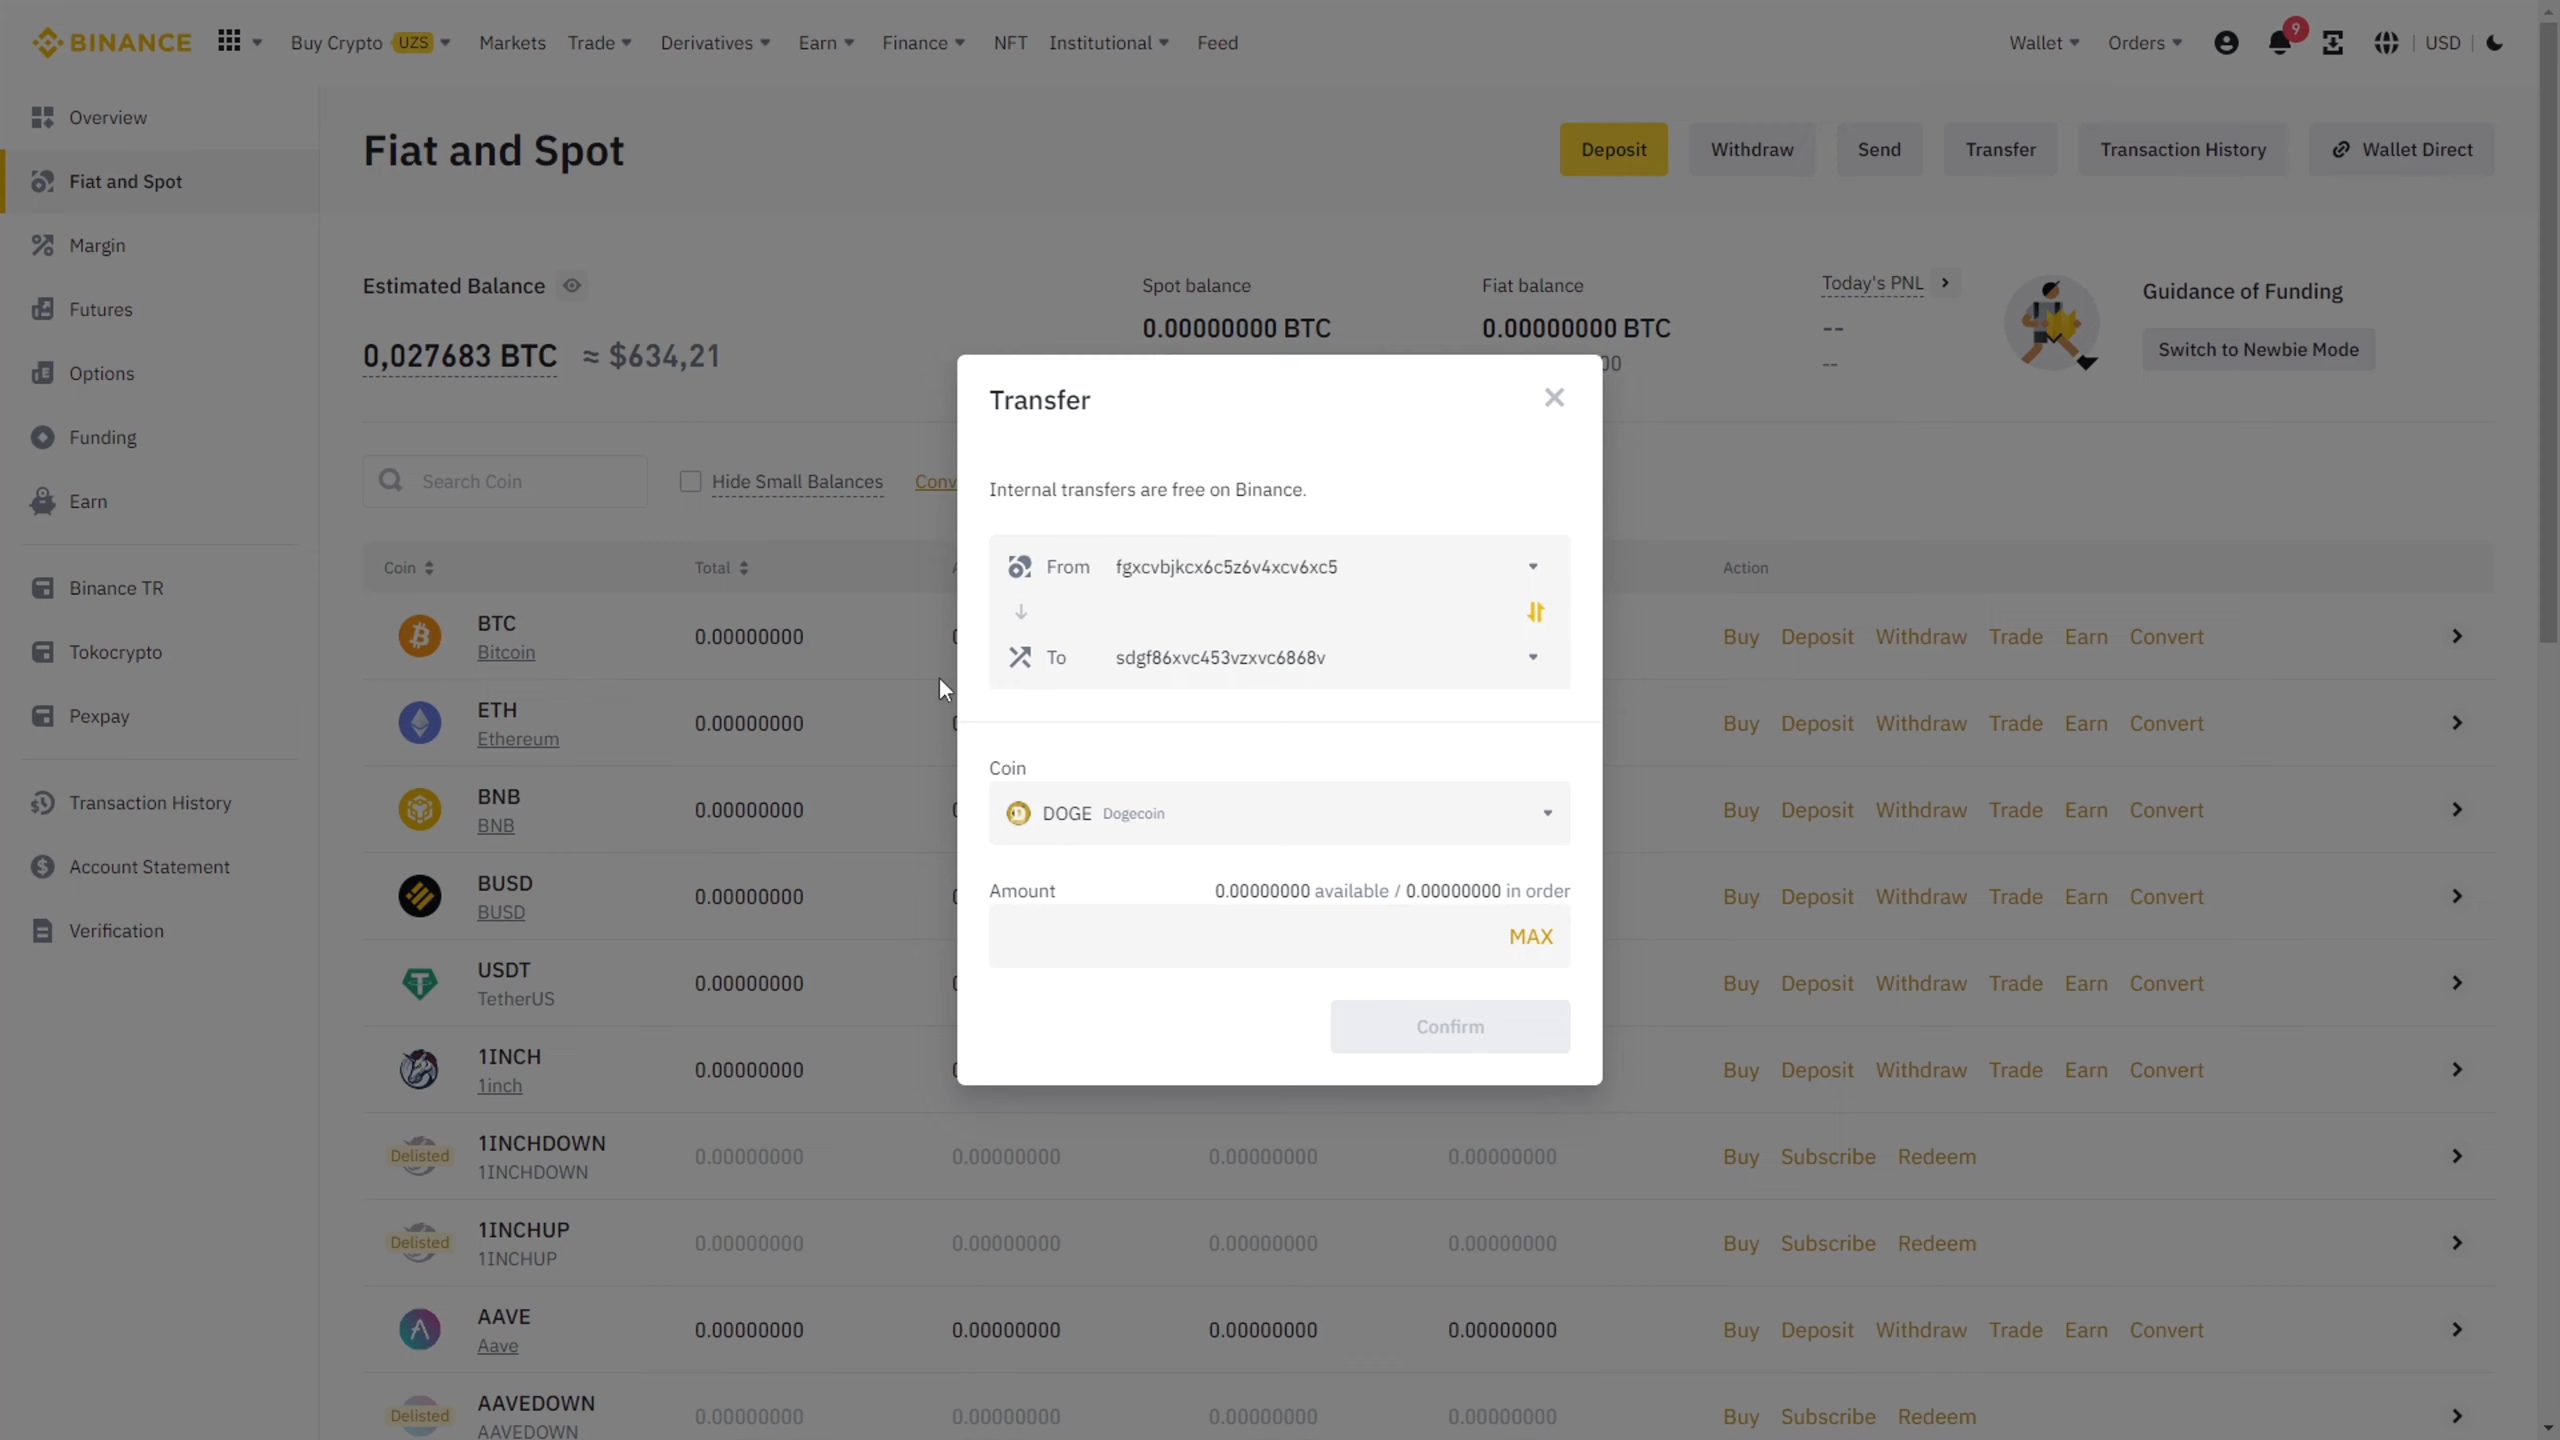 BINANCE
Buy Crypto UZS
Markets
Trade
Derivatives
Earn
Finance
NFT
Institutional
Feed
Wallet
Orders
9
USD
Overview
Fiat and Spot
Margin
Futures
Options
Funding
Earn
Binance TR
Tokocrypto
Pexpay
Transaction History
Account Statement
Verification
Fiat and Spot
Deposit
Withdraw
Send
Transfer
Transaction History
Wallet Direct
Estimated Balance
0,027683 BTC ≈ $634,21
Spot balance
0.00000000 BTC
Fiat balance
0.00000000 BTC
00
Today's PNL
--
--
Guidance of Funding
Switch to Newbie Mode
Search Coin
Hide Small Balances
Conv
Coin Total Action
BTC
Bitcoin
0.00000000
Buy Deposit Withdraw Trade Earn Convert
ETH
Ethereum
0.00000000
Buy Deposit Withdraw Trade Earn Convert
BNB
BNB
0.00000000
Buy Deposit Withdraw Trade Earn Convert
BUSD
BUSD
0.00000000
Buy Deposit Withdraw Trade Earn Convert
USDT
TetherUS
0.00000000
Buy Deposit Withdraw Trade Earn Convert
1INCH
1inch
0.00000000
Buy Deposit Withdraw Trade Earn Convert
Delisted
1INCHDOWN
1INCHDOWN
0.00000000 0.00000000 0.00000000 0.00000000
Buy Subscribe Redeem
Delisted
1INCHUP
1INCHUP
0.00000000 0.00000000 0.00000000 0.00000000
Buy Subscribe Redeem
AAVE
Aave
0.00000000 0.00000000 0.00000000 0.00000000
Buy Deposit Withdraw Trade Earn Convert
Delisted
AAVEDOWN
AAVEDOWN
0.00000000 0.00000000 0.00000000 0.00000000
Buy Subscribe Redeem
Transfer
Internal transfers are free on Binance.
From fgxcvbjkcx6c5z6v4xcv6xc5
To sdgf86xvc453vzxvc6868v
Coin
DOGE Dogecoin
Amount 0.00000000 available / 0.00000000 in order
MAX
Confirm